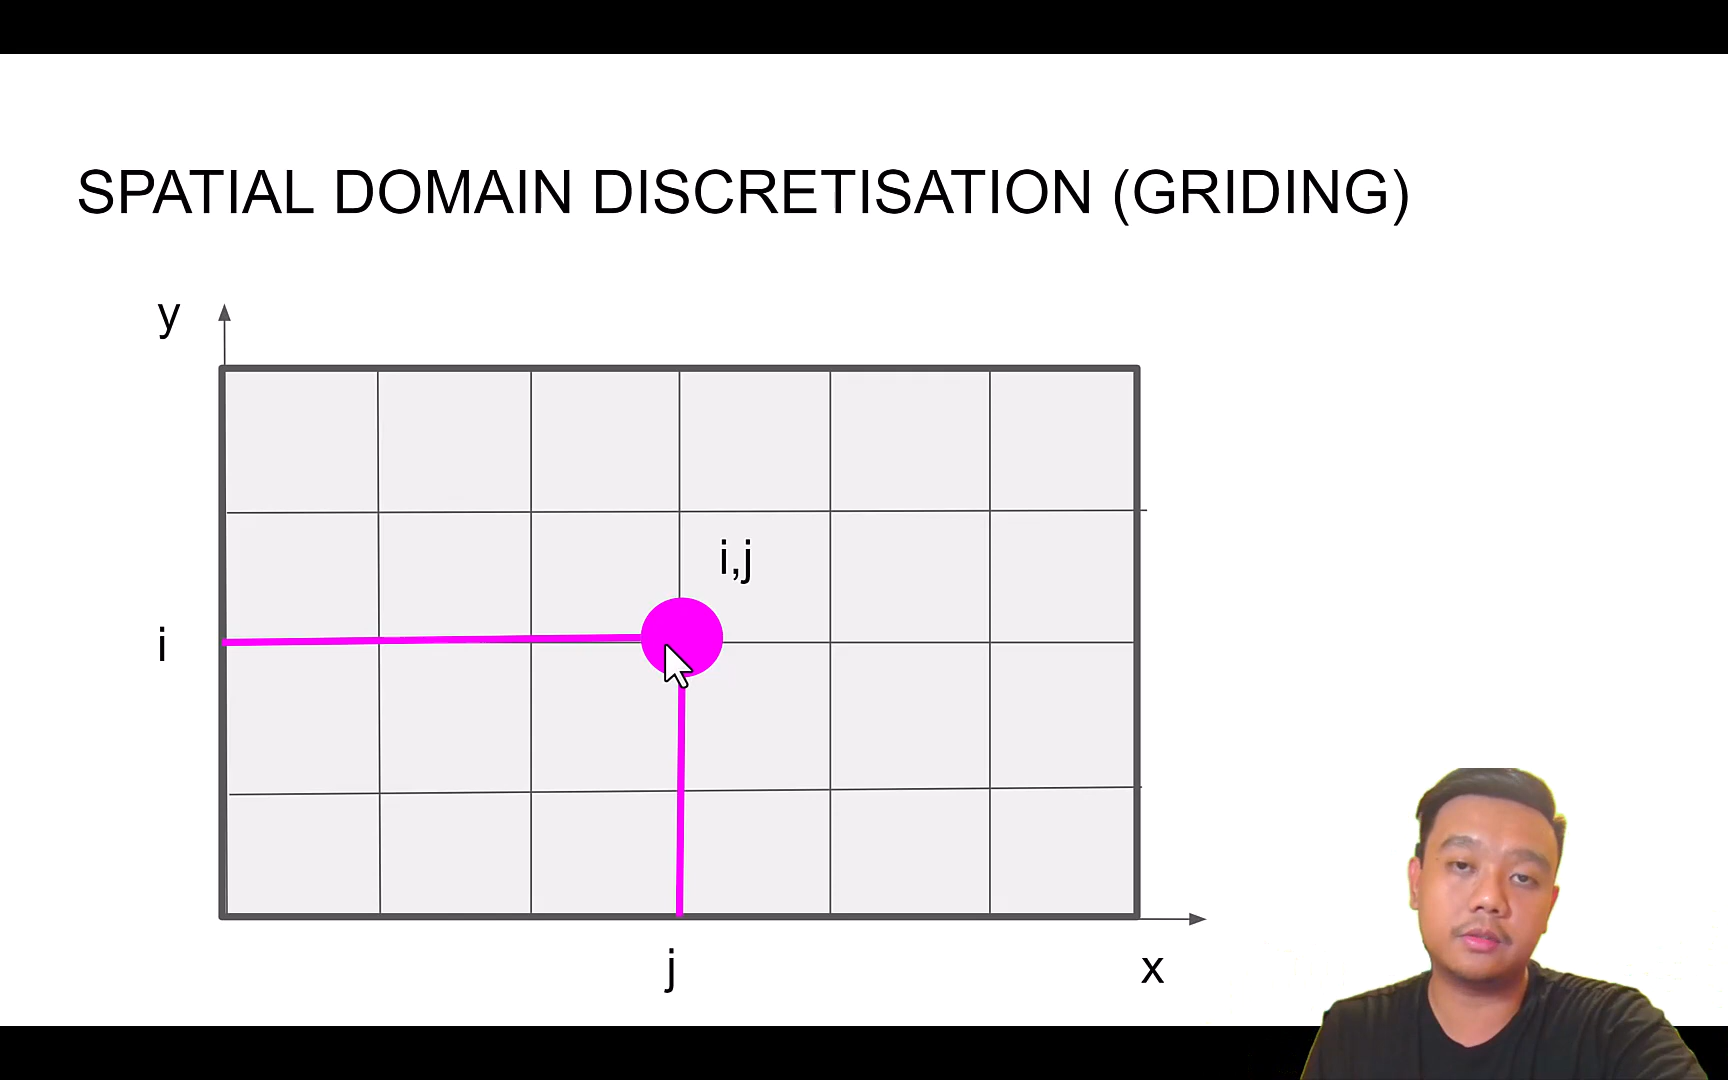 SPATIAL DOMAIN DISCRETISATION (GRIDING)
y
i,j
i
j
x